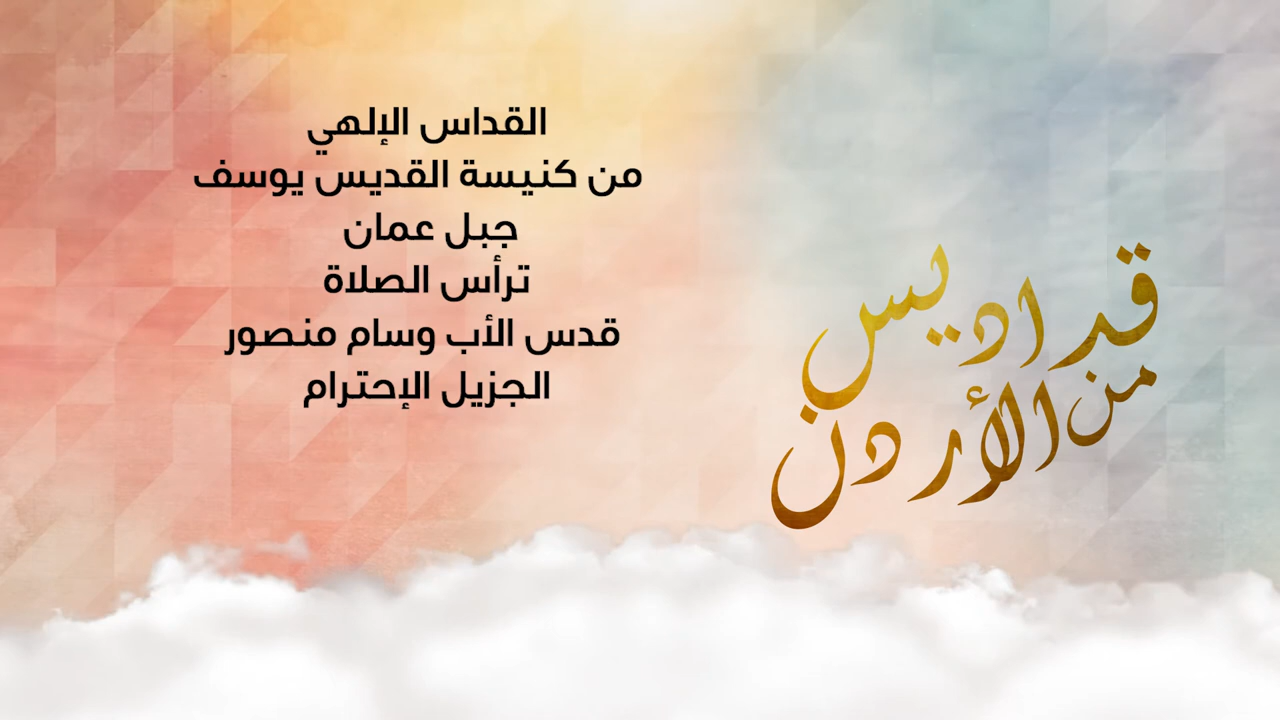 القداس الإلهي
من كنيسة القديس يوسف
جبل عمان
ترأس الصلاة
قدس الأب وسام منصور
الجزيل الإحترام
قداديس
من الأردن